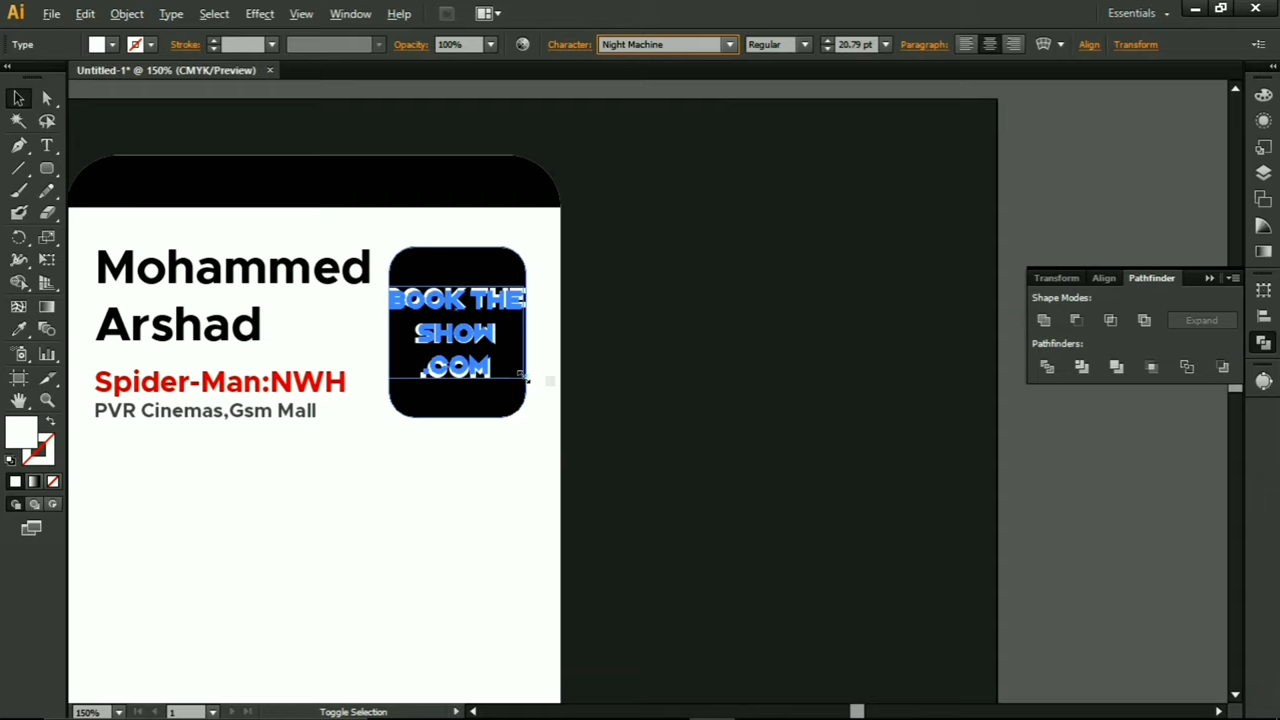 Ai File Edit Object Type Select Effect View Window Help Essentials
Type Stroke: Opacity: 100% Character: Night Machine Regular 20.79 pt Paragraph: Align Transform
Untitled-1* @ 150% (CMYK/Preview)
Mohammed
Arshad
Spider-Man:NWH
PVR Cinemas,Gsm Mall
BOOK THE
SHOW
.COM
Transform Align Pathfinder
Shape Modes:
Expand
Pathfinders:
150% 1 Toggle Selection